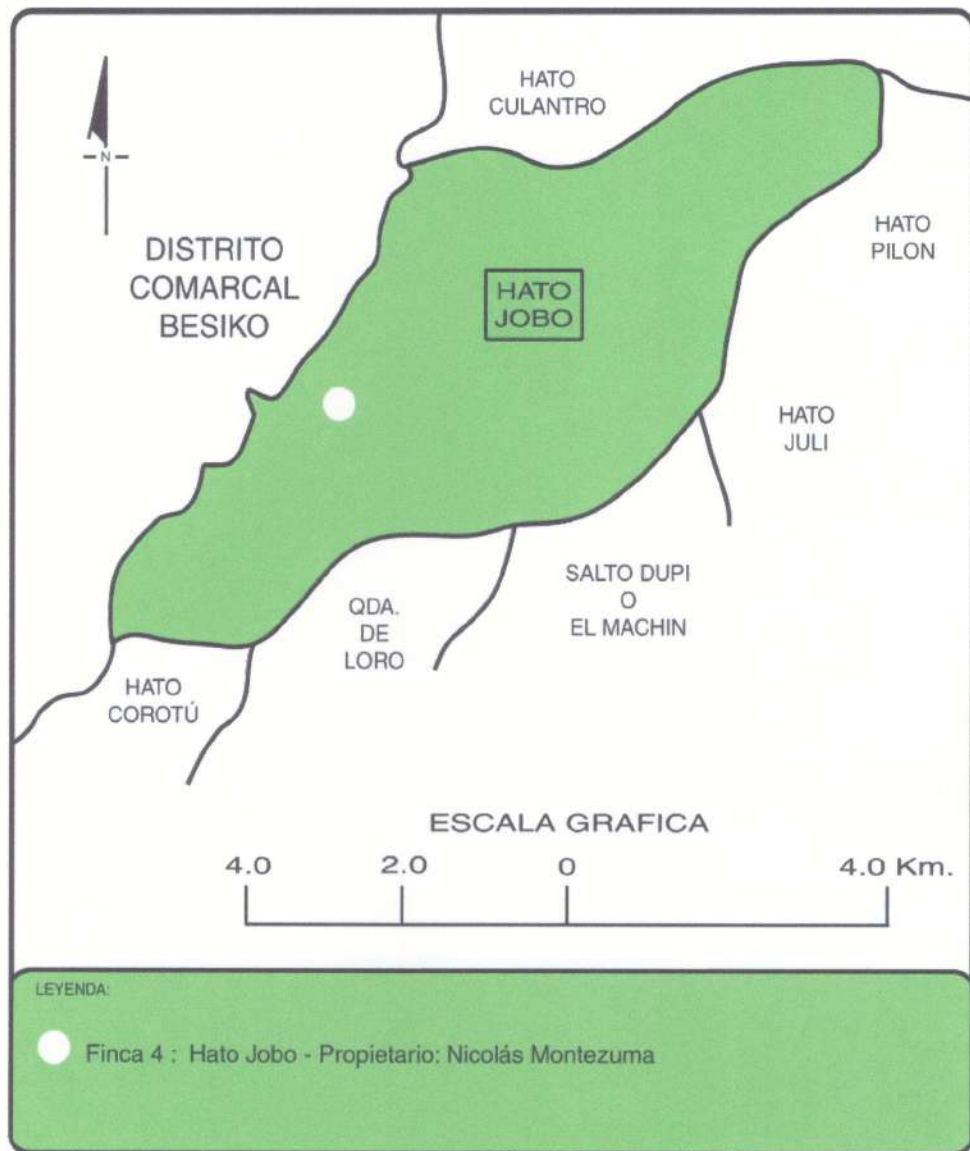 HATO
CULANTRO
N
HATO
PILON
DISTRITO
COMARCAL
BESIKO
HATO
JOBO
HATO
JULI
SALTO DUPI
O
EL MACHIN
QDA.
DE
LORO
HATO
COROTÚ
ESCALA GRAFICA
4.0 2.0 0 4.0 Km.
LEYENDA:
Finca 4 : Hato Jobo - Propietario: Nicolás Montezuma